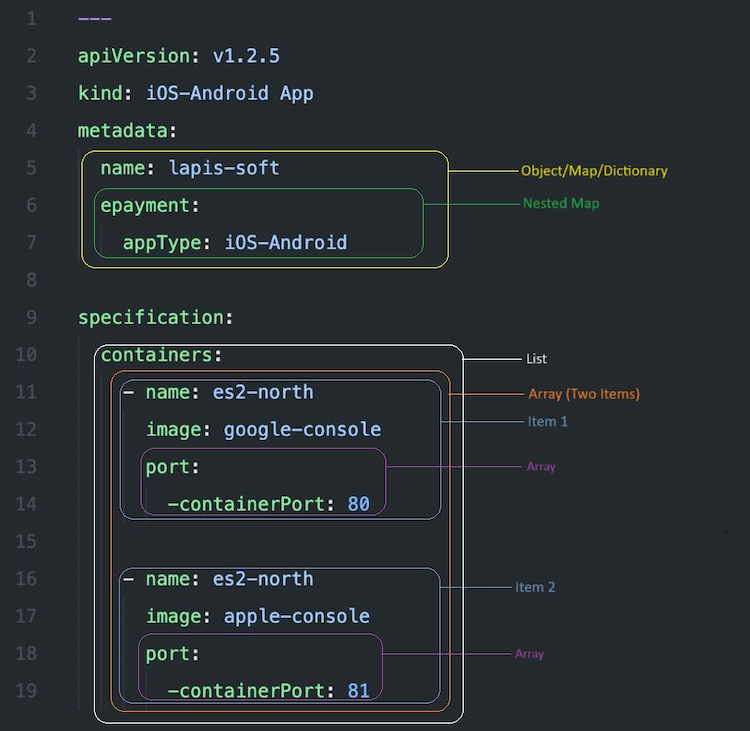 1 ---
2 apiVersion: v1.2.5
3 kind: iOS-Android App
4 metadata:
5 name: lapis-soft Object/Map/Dictionary
6 epayment: Nested Map
7 appType: iOS-Android
8
9 specification:
10 containers: List
11 - name: es2-north Array (Two Items)
12 image: google-console Item 1
13 port: Array
14 -containerPort: 80
15
16 - name: es2-north Item 2
17 image: apple-console
18 port: Array
19 -containerPort: 81